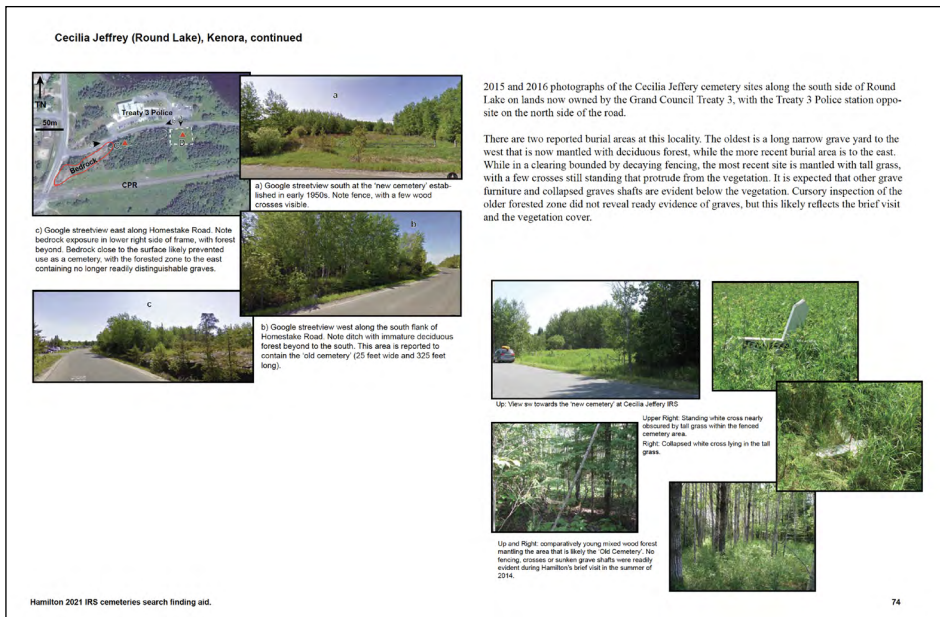 Cecilia Jeffrey (Round Lake), Kenora, continued
TN
50m
Treaty 3 Police
Bedrock
CPR
a
a) Google streetview south at the 'new cemetery' estab-
lished in early 1950s. Note fence, with a few wood
crosses visible.
c) Google streetview east along Homestake Road. Note
bedrock exposure in lower right side of frame, with forest
beyond. Bedrock close to the surface likely prevented
use as a cemetery, with the forested zone to the east
containing no longer readily distinguishable graves.
b
c
b) Google streetview west along the south flank of
Homestake Road. Note ditch with immature deciduous
forest beyond to the south. This area is reported to
contain the 'old cemetery' (25 feet wide and 325 feet
long).
2015 and 2016 photographs of the Cecilia Jeffery cemetery sites along the south side of Round
Lake on lands now owned by the Grand Council Treaty 3, with the Treaty 3 Police station oppo-
site on the north side of the road.
There are two reported burial areas at this locality. The oldest is a long narrow grave yard to the
west that is now mantled with deciduous forest, while the more recent burial area is to the east.
While in a clearing bounded by decaying fencing, the most recent site is mantled with tall grass,
with a few crosses still standing that protrude from the vegetation. It is expected that other grave
furniture and collapsed graves shafts are evident below the vegetation. Cursory inspection of the
older forested zone did not reveal ready evidence of graves, but this likely reflects the brief visit
and the vegetation cover.
Up: View sw towards the 'new cemetery' at Cecilia Jeffery IRS
Upper Right: Standing white cross nearly
obscured by tall grass within the fenced
cemetery area.
Right: Collapsed white cross lying in the tall
grass.
Up and Right: comparatively young mixed wood forest
mantling the area that is likely the 'Old Cemetery'. No
fencing, crosses or sunken grave shafts were readily
evident during Hamilton's brief visit in the summer of
2014.
Hamilton 2021 IRS cemeteries search finding aid.
74